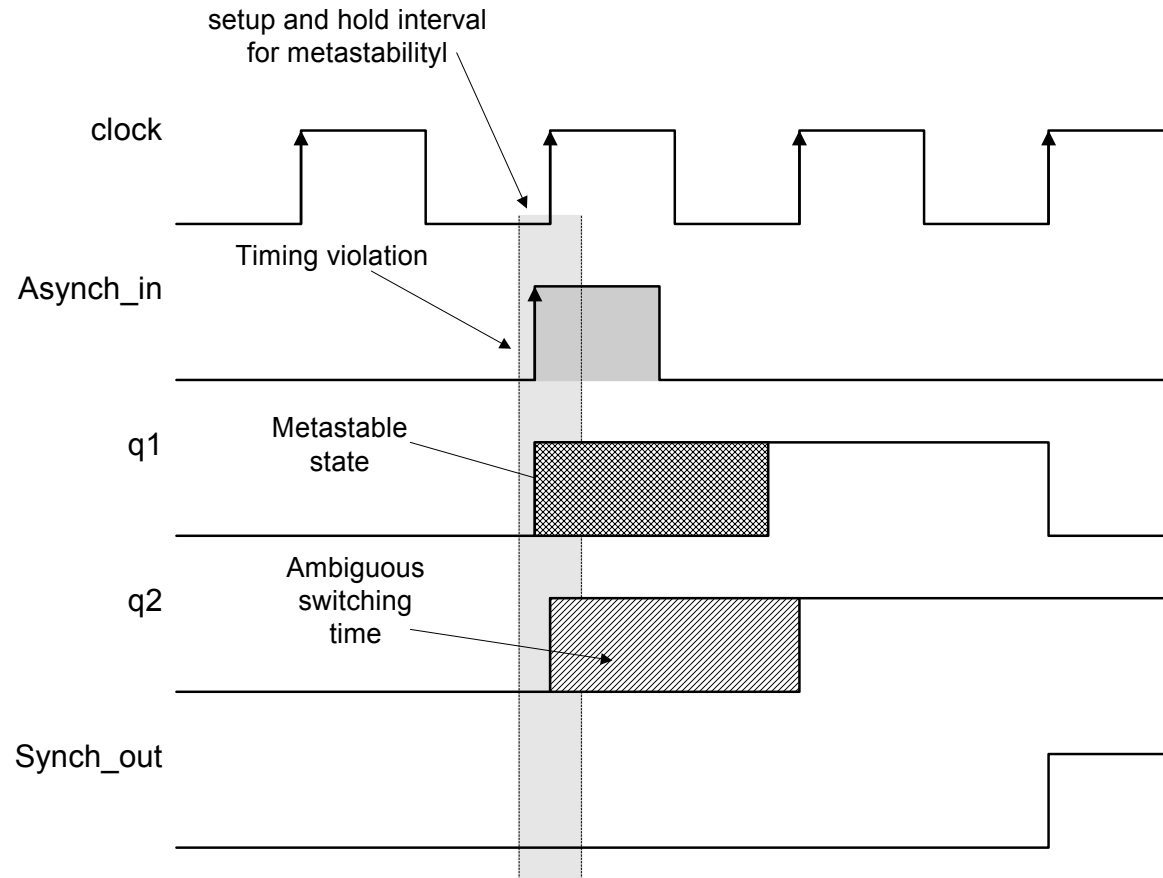 setup and hold interval
for metastabilityl
clock
Timing violation
Asynch_in
Metastable
state
q1
Ambiguous
switching
time
q2
Synch_out